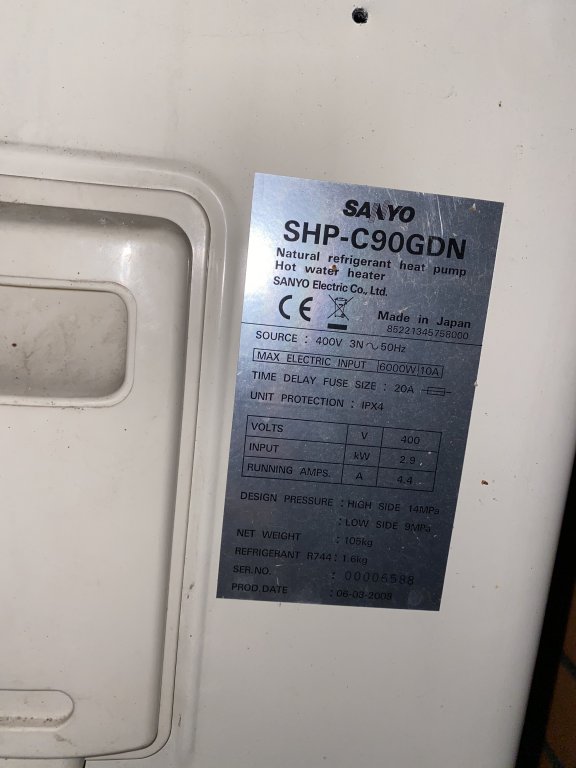 SANYO
SHP-C90GDN
Natural refrigerant heat pump
Hot water heater
SANYO Electric Co., Ltd.
CE
Made in Japan
85221345758000
SOURCE : 400V 3N ~ 50Hz
MAX ELECTRIC INPUT 6000W 10A
TIME DELAY FUSE SIZE : 20A
UNIT PROTECTION : IPX4
VOLTS V 400
INPUT kW 2.9
RUNNING AMPS. A 4.4
DESIGN PRESSURE : HIGH SIDE 14MPa
: LOW SIDE 9MPa
NET WEIGHT : 105kg
REFRIGERANT R744 : 1.6kg
SER.NO. : 00006588
PROD.DATE : 06-03-2008